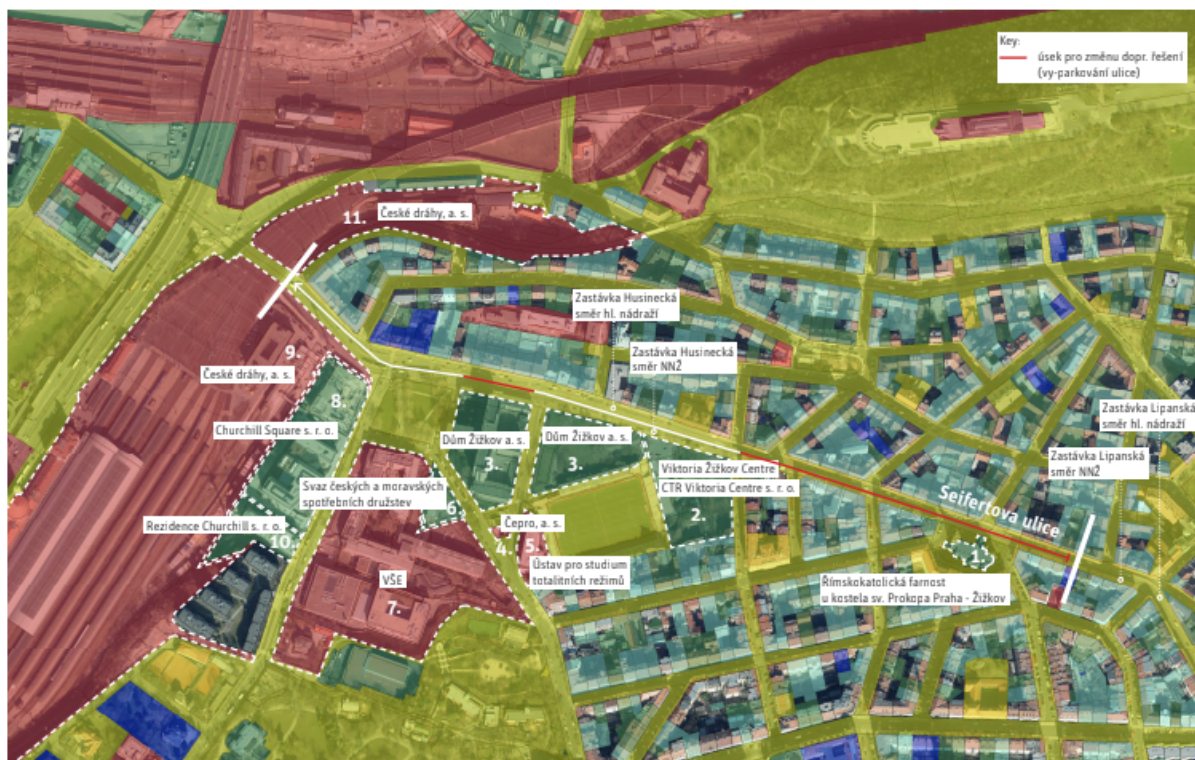 Key:
úsek pro změnu dopr. řešení
(vy-parkování ulice)
11.
České dráhy, a. s.
Zastávka Husinecká
směr hl. nádraží
Zastávka Husinecká
směr NNŽ
9.
České dráhy, a. s.
8.
Churchill Square s. r. o.
Zastávka Lipanská
směr hl. nádraží
Zastávka Lipanská
směr NNŽ
Dům Žižkov a. s.
3.
Dům Žižkov a. s.
3.
Viktoria Žižkov Centre
CTR Viktoria Centre s. r. o.
2.
Svaz českých a moravských
spotřebních družstev
6.
Seifertova ulice
Rezidence Churchill s. r. o.
10.
Čepro, a. s.
4.
5.
Ústav pro studium
totalitních režimů
1.
Římskokatolická farnost
u kostela sv. Prokopa Praha - Žižkov
VŠE
7.